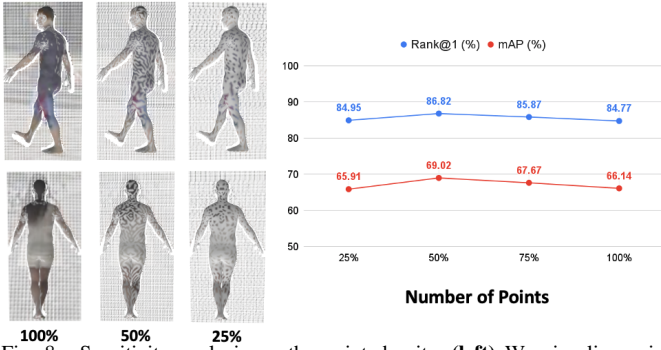 Rank@1 (%) mAP (%)
100
90
80
70
60
50
84.95 86.82 85.87 84.77
65.91 69.02 67.67 66.14
25% 50% 75% 100%
Number of Points
100% 50% 25%
(left)